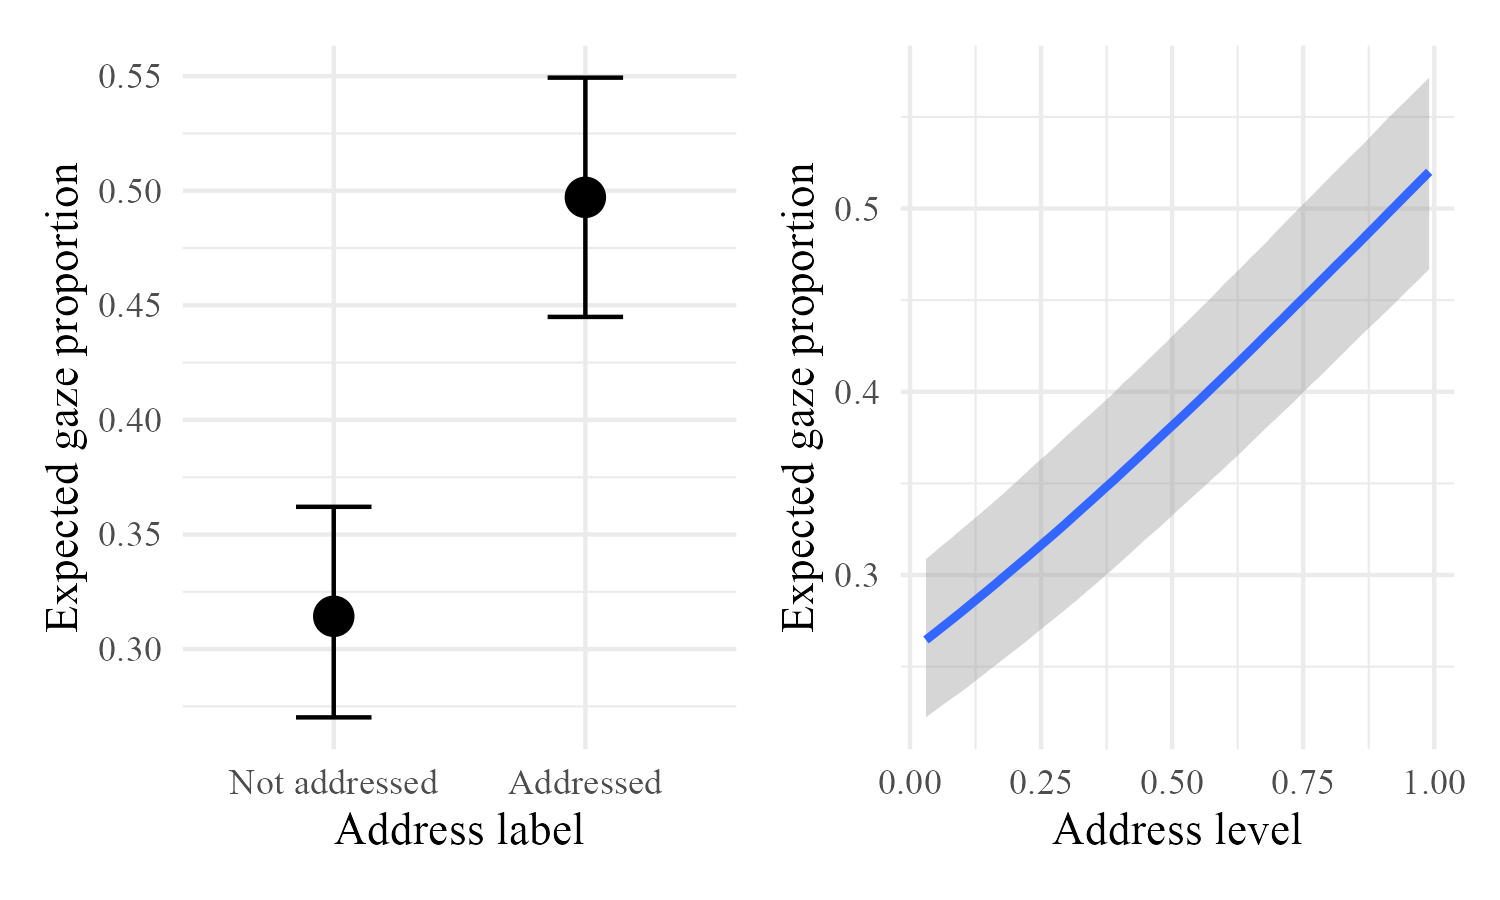 Expected gaze proportion
0.55
0.50
0.45
0.40
0.35
0.30
Not addressed
Addressed
Address label
Expected gaze proportion
0.5
0.4
0.3
0.00
0.25
0.50
0.75
1.00
Address level